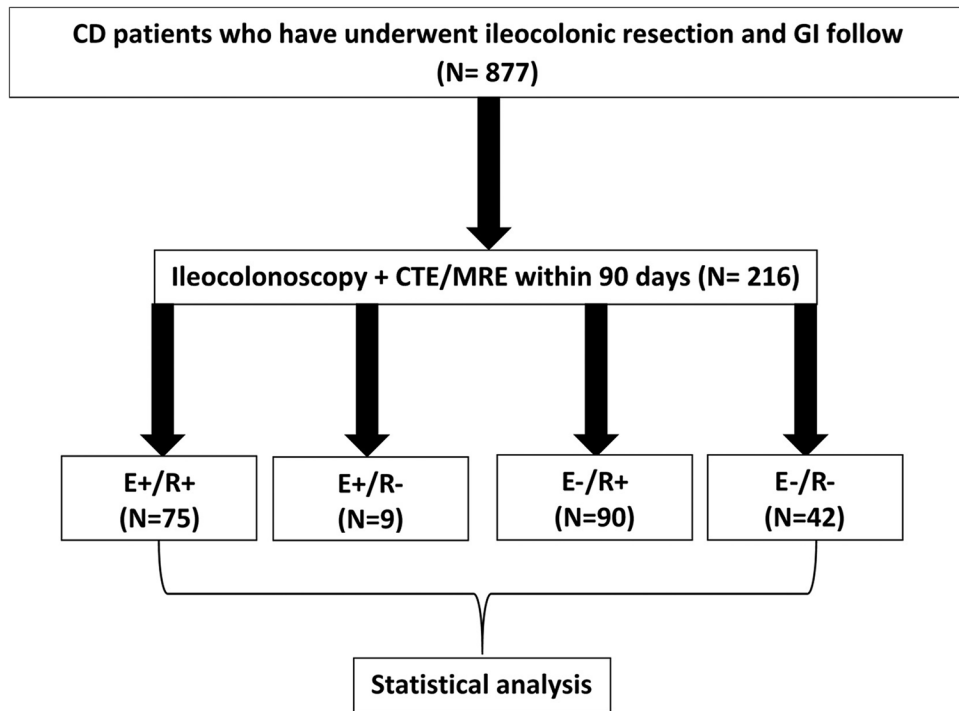 CD patients who have underwent ileocolonic resection and GI follow
(N= 877)
Ileocolonoscopy + CTE/MRE within 90 days (N= 216)
E+/R+
(N=75)
E+/R-
(N=9)
E-/R+
(N=90)
E-/R-
(N=42)
Statistical analysis